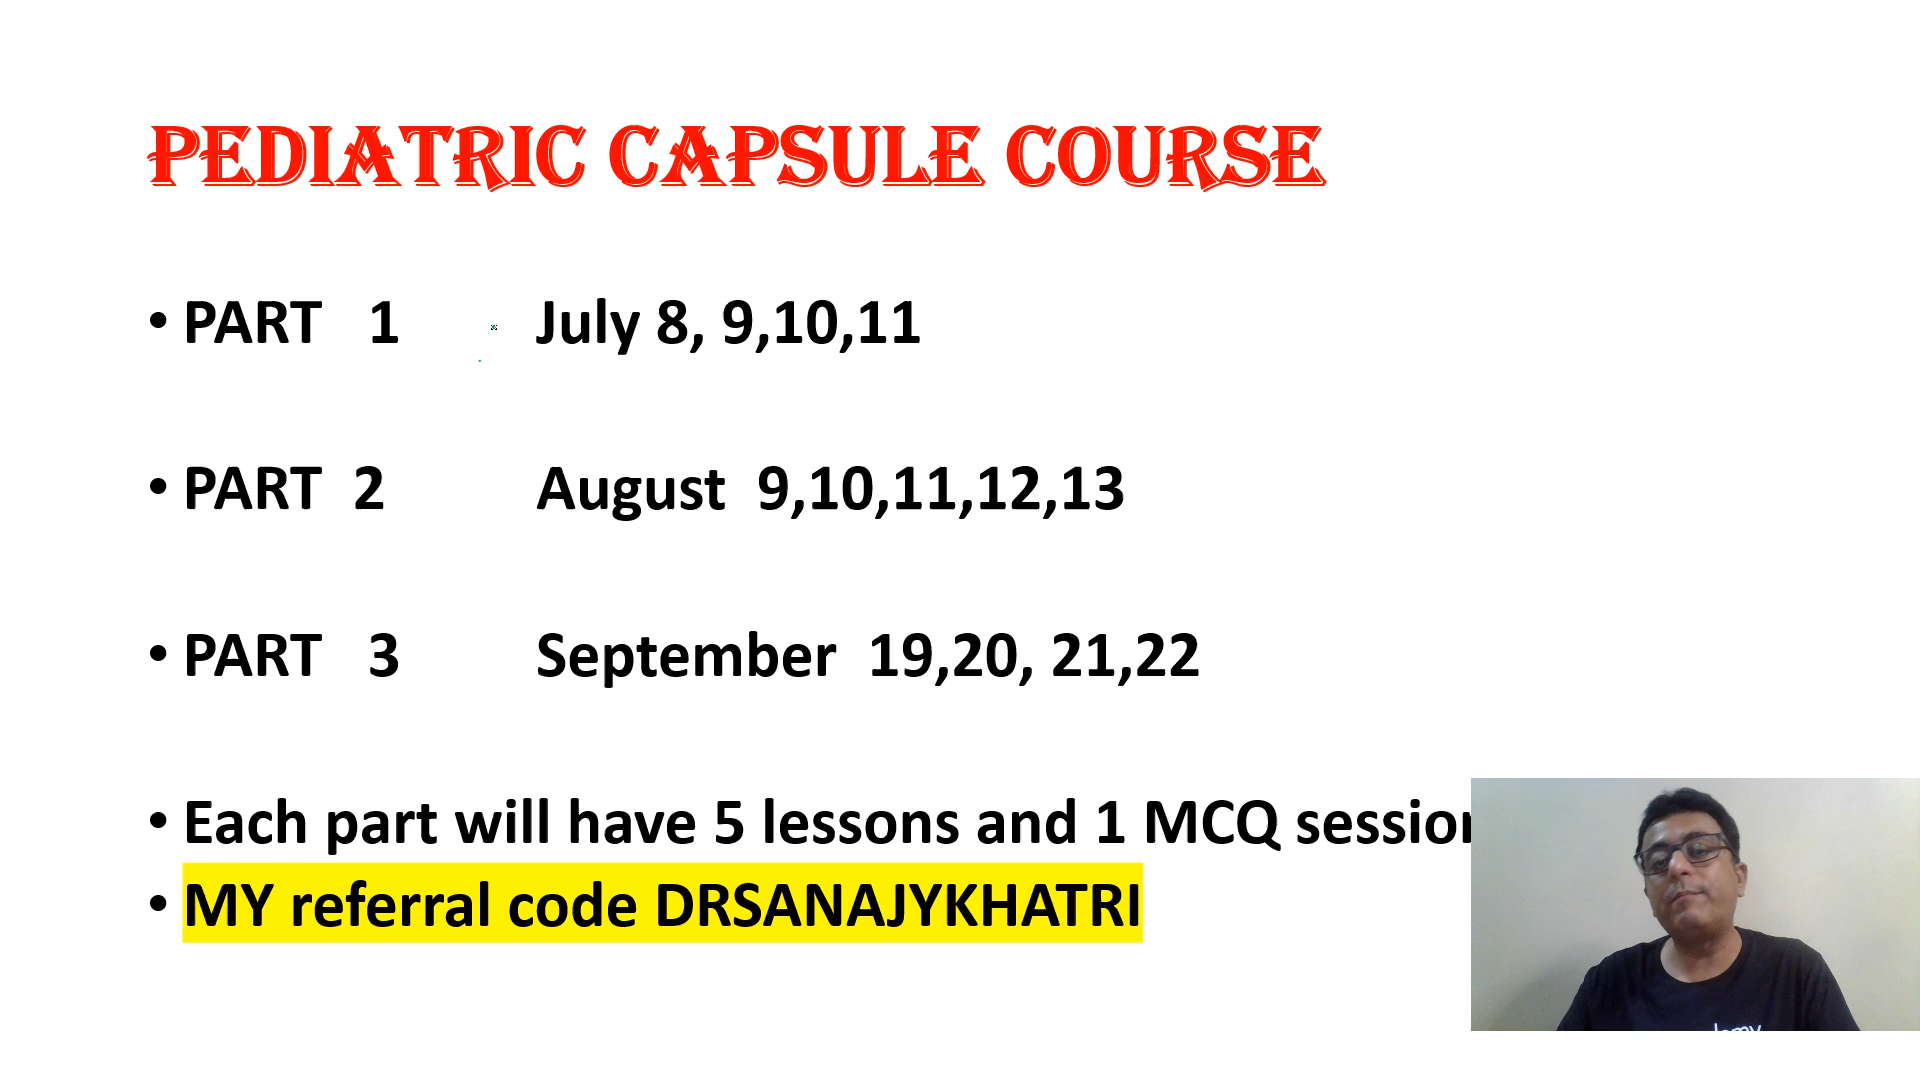 PEDIATRIC CAPSULE COURSE
• PART 1 July 8, 9,10,11
• PART 2 August 9,10,11,12,13
• PART 3 September 19,20, 21,22
• Each part will have 5 lessons and 1 MCQ
• MY referral code DRSANAJYKHATRI